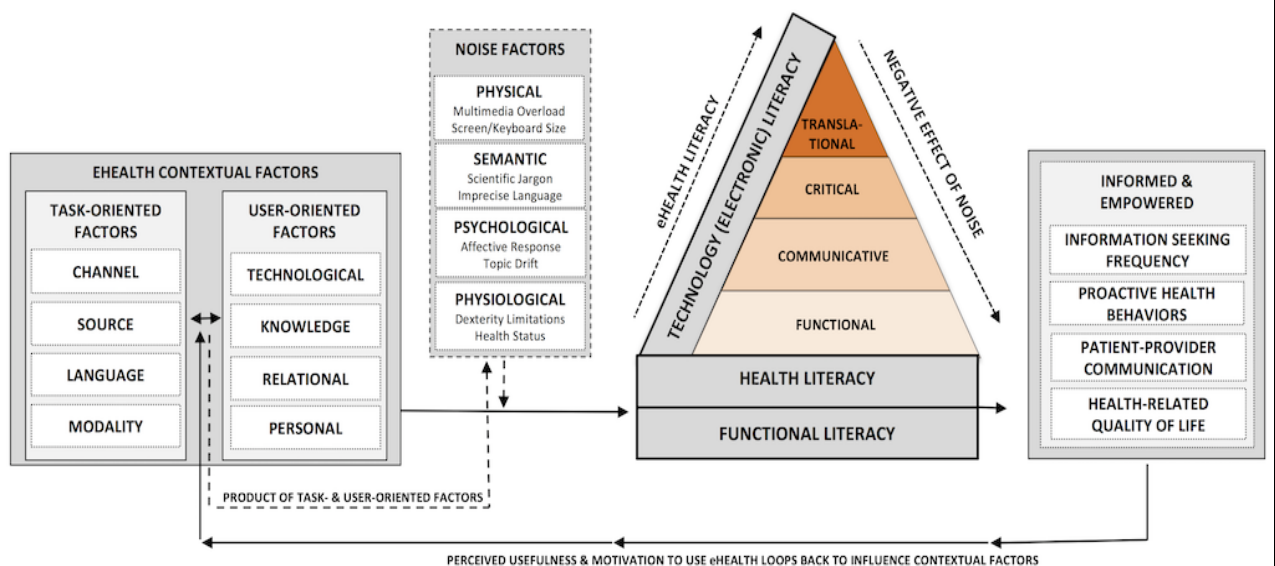 EHEALTH CONTEXTUAL FACTORS
TASK-ORIENTED
FACTORS
CHANNEL
SOURCE
LANGUAGE
MODALITY
USER-ORIENTED
FACTORS
TECHNOLOGICAL
KNOWLEDGE
RELATIONAL
PERSONAL
PRODUCT OF TASK- & USER-ORIENTED FACTORS
NOISE FACTORS
PHYSICAL
Multimedia Overload
Screen/Keyboard Size
SEMANTIC
Scientific Jargon
Imprecise Language
PSYCHOLOGICAL
Affective Response
Topic Drift
PHYSIOLOGICAL
Dexterity Limitations
Health Status
eHEALTH LITERACY
TECHNOLOGY (ELECTRONIC) LITERACY
TRANSLA-
TIONAL
CRITICAL
COMMUNICATIVE
FUNCTIONAL
HEALTH LITERACY
FUNCTIONAL LITERACY
NEGATIVE EFFECT OF NOISE
INFORMED &
EMPOWERED
INFORMATION SEEKING
FREQUENCY
PROACTIVE HEALTH
BEHAVIORS
PATIENT-PROVIDER
COMMUNICATION
HEALTH-RELATED
QUALITY OF LIFE
PERCEIVED USEFULNESS & MOTIVATION TO USE eHEALTH LOOPS BACK TO INFLUENCE CONTEXTUAL FACTORS